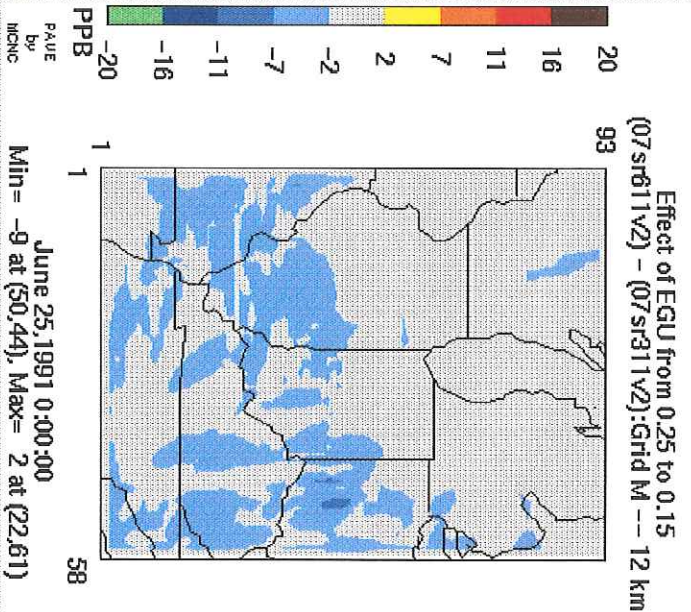 Effect of EGU from 0.25 to 0.15
(07sr611v2) - (07sr311v2):Grid M -- 12 km
20
16
11
7
2
-2
-7
-11
-16
-20
PPB
PAVE
by
MCNC
93
1
1
58
June 25,1991 0:00:00
Min= -9 at (50,44), Max= 2 at (22,61)